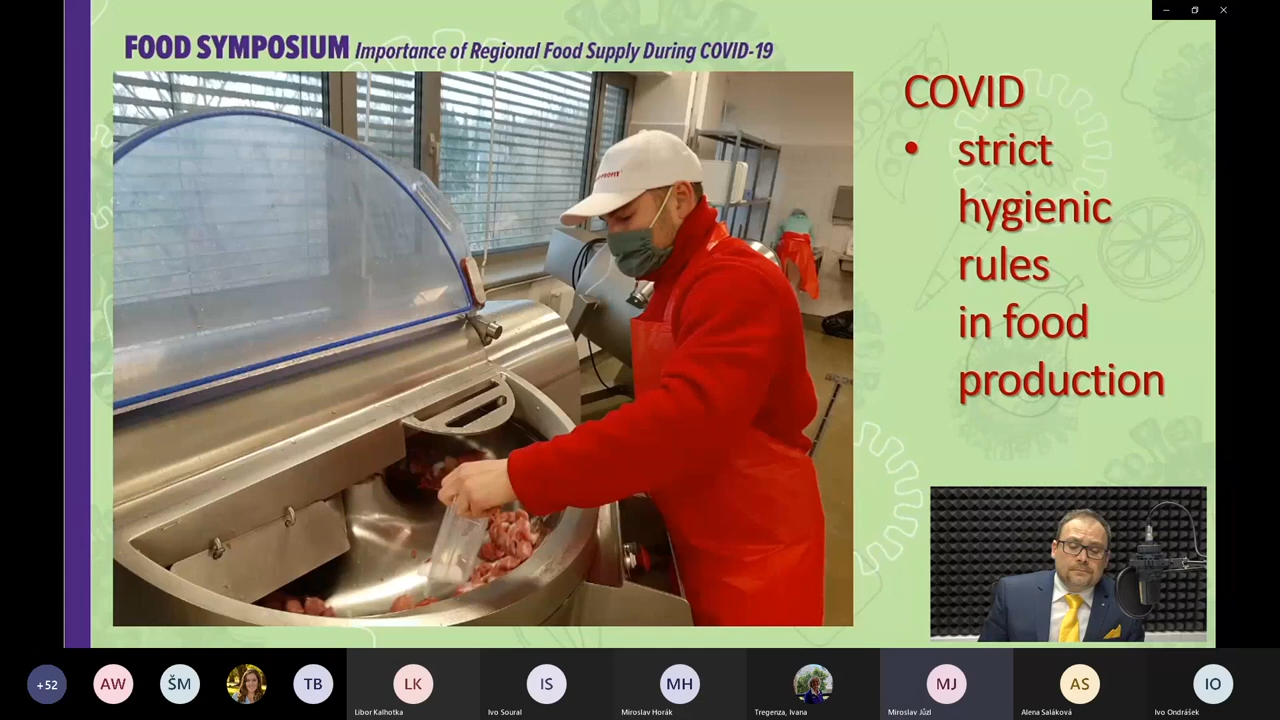 FOOD SYMPOSIUM Importance of Regional Food Supply During COVID-19
COVID
• strict
hygienic
rules
in food
production
+52
AW
ŠM
TB
LK
IS
MH
MJ
AS
IO
Libor Kalhotka
Ivo Soural
Miroslav Horák
Tregenza, Ivana
Miroslav Jůzl
Alena Saláková
Ivo Ondrášek